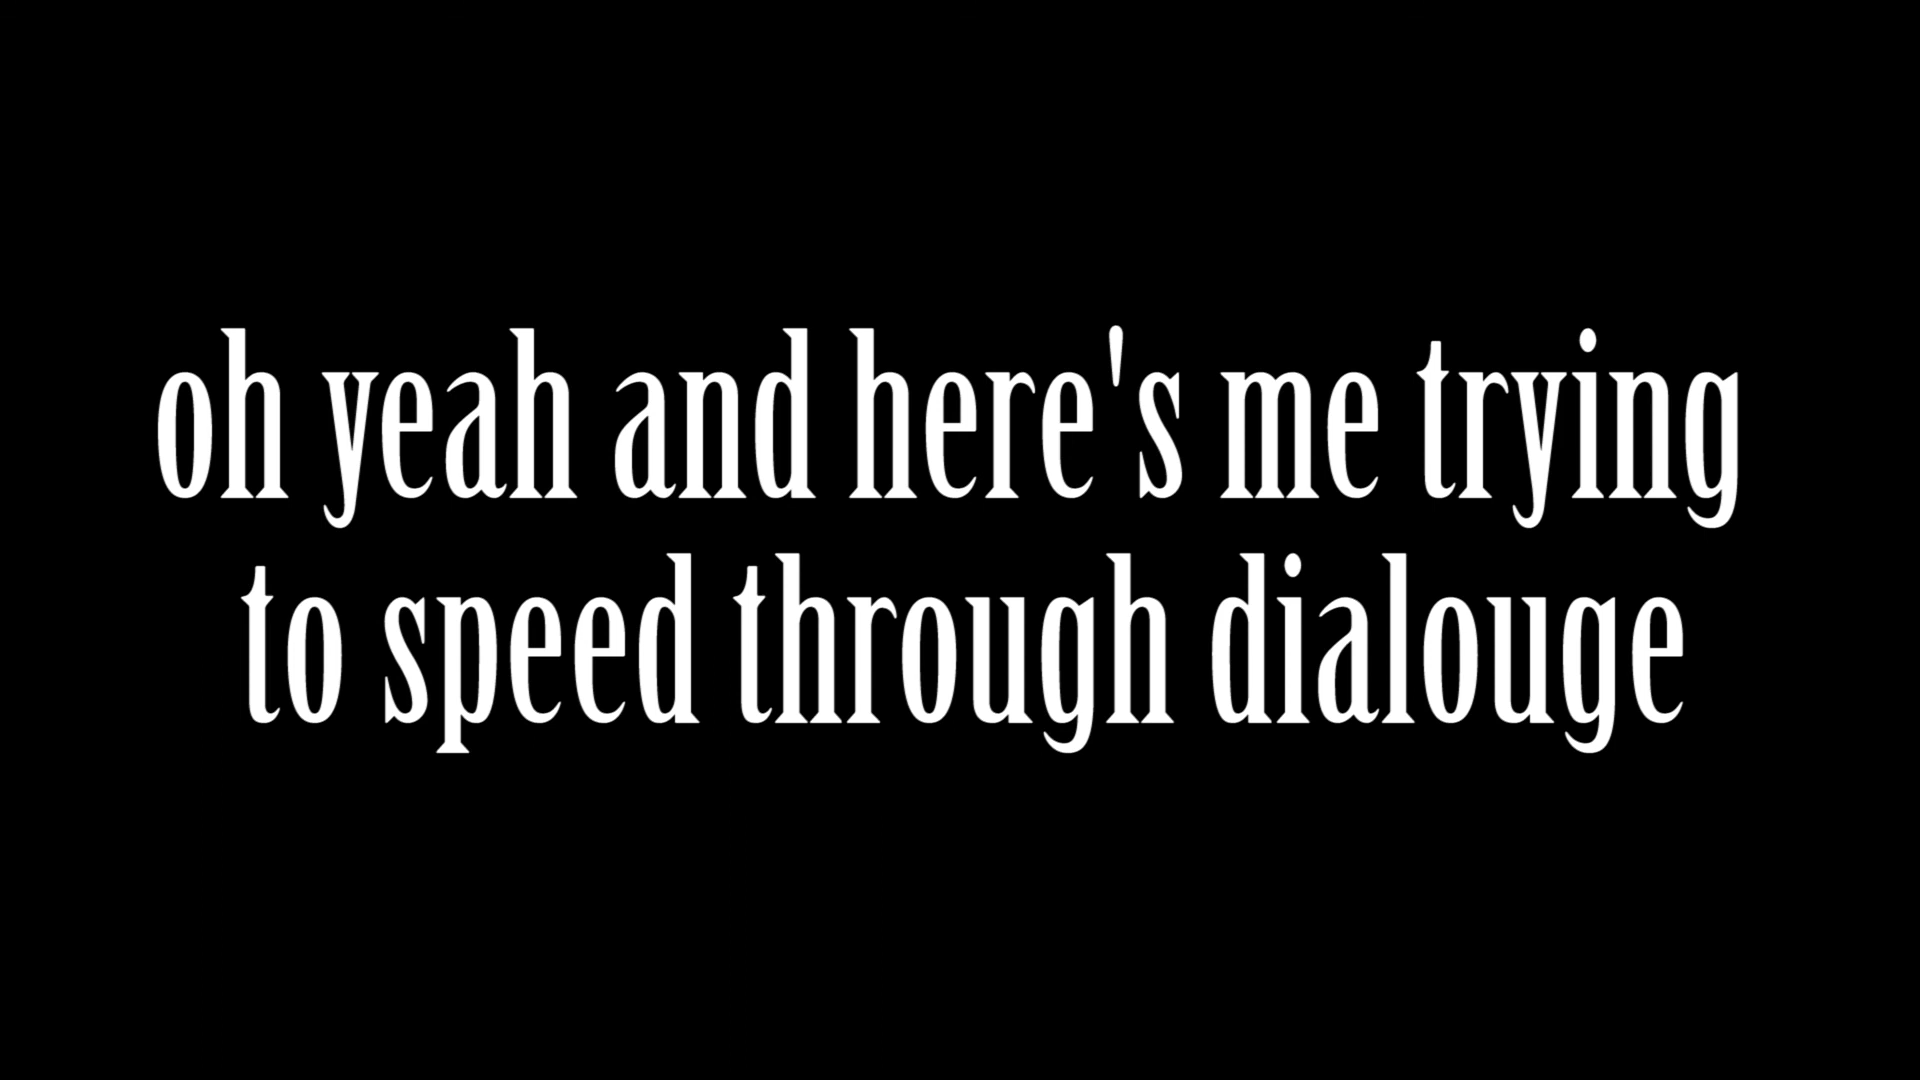 oh yeah and here's me trying
to speed through dialouge